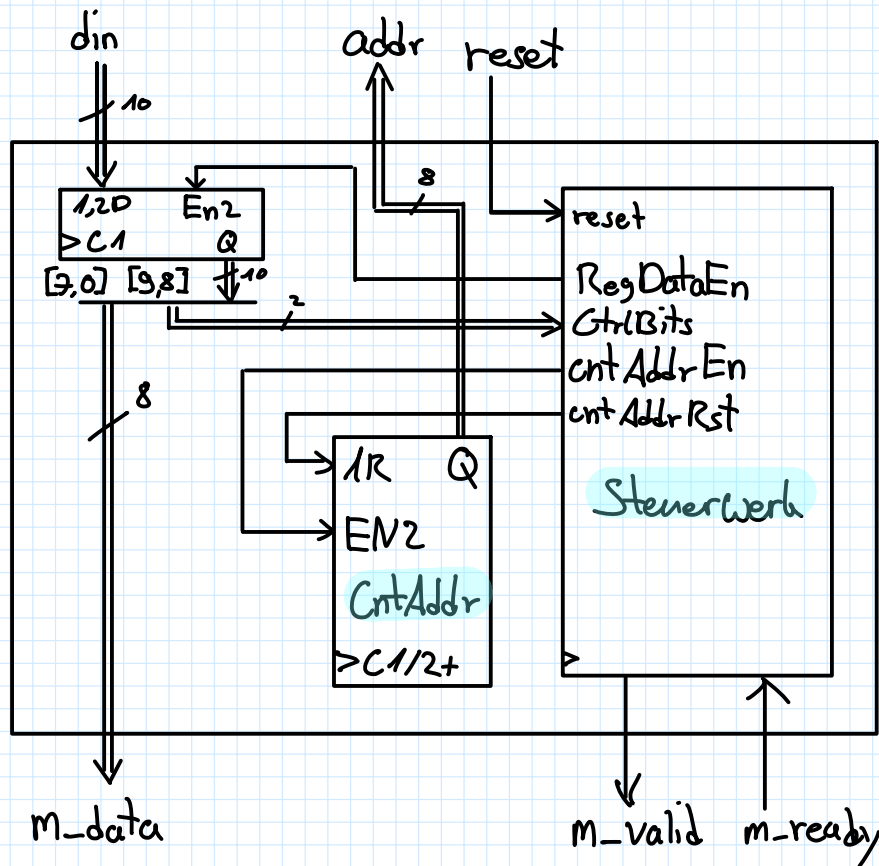 din
addr
reset
10
8
1,2D
En2
C1
Q
reset
[7,0]
[9,8]
10
RegDataEn
2
CtrlBits
cntAddrEn
8
cntAddrRst
1R
Q
Steuerwerk
EN2
CntAddr
C1/2+
m_data
m_valid
m_ready